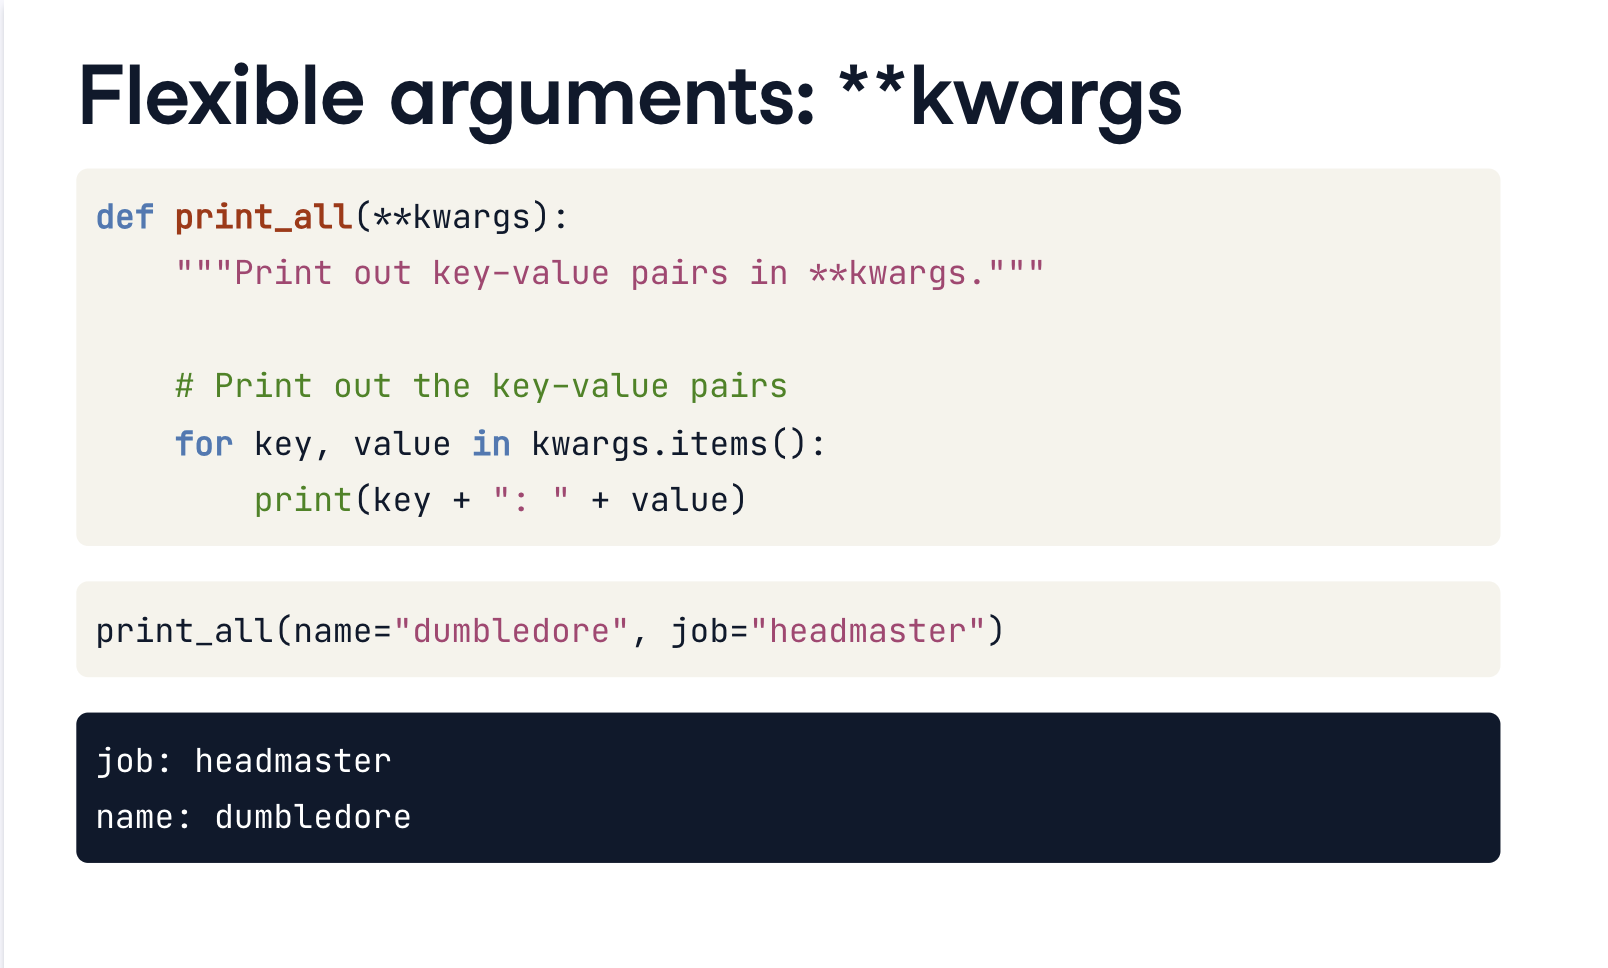 Flexible arguments: **kwargs
def print_all(**kwargs):
    """Print out key-value pairs in **kwargs."""
    # Print out the key-value pairs
    for key, value in kwargs.items():
        print(key + ": " + value)
print_all(name="dumbledore", job="headmaster")
job: headmaster
name: dumbledore